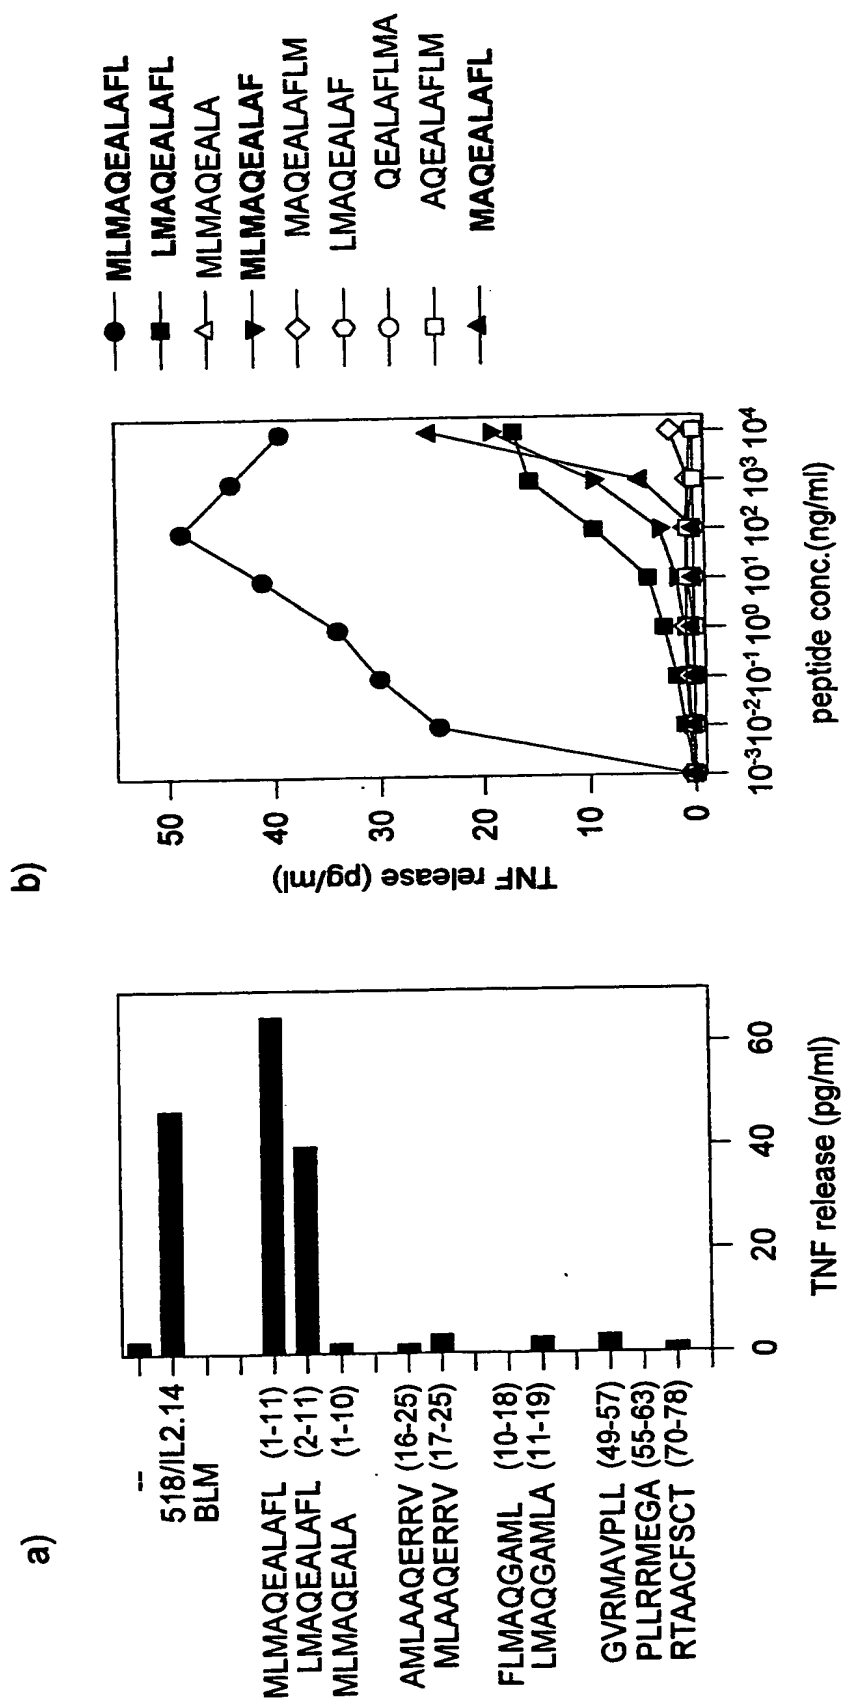 a)
--
518/IL2.14
BLM
MLMAQEALAFL (1-11)
LMAQEALAFL (2-11)
MLMAQEALA (1-10)
AMLAAQERRV (16-25)
MLAAQERRV (17-25)
FLMAQGAML (10-18)
LMAQGAMLA (11-19)
GVRMAVPLL (49-57)
PLLRRMEGA (55-63)
RTAACFSCT (70-78)
0
20
40
60
TNF release (pg/ml)
b)
TNF release (pg/ml)
50
40
30
20
10
0
10-3 10-2 10-1 100 101 102 103 104
peptide conc.(ng/ml)
MLMAQEALAFL
LMAQEALAFL
MLMAQEALA
MLMAQEALAF
MAQEALAFLM
LMAQEALAF
QEALAFLMA
AQEALAFLM
MAQEALAFL